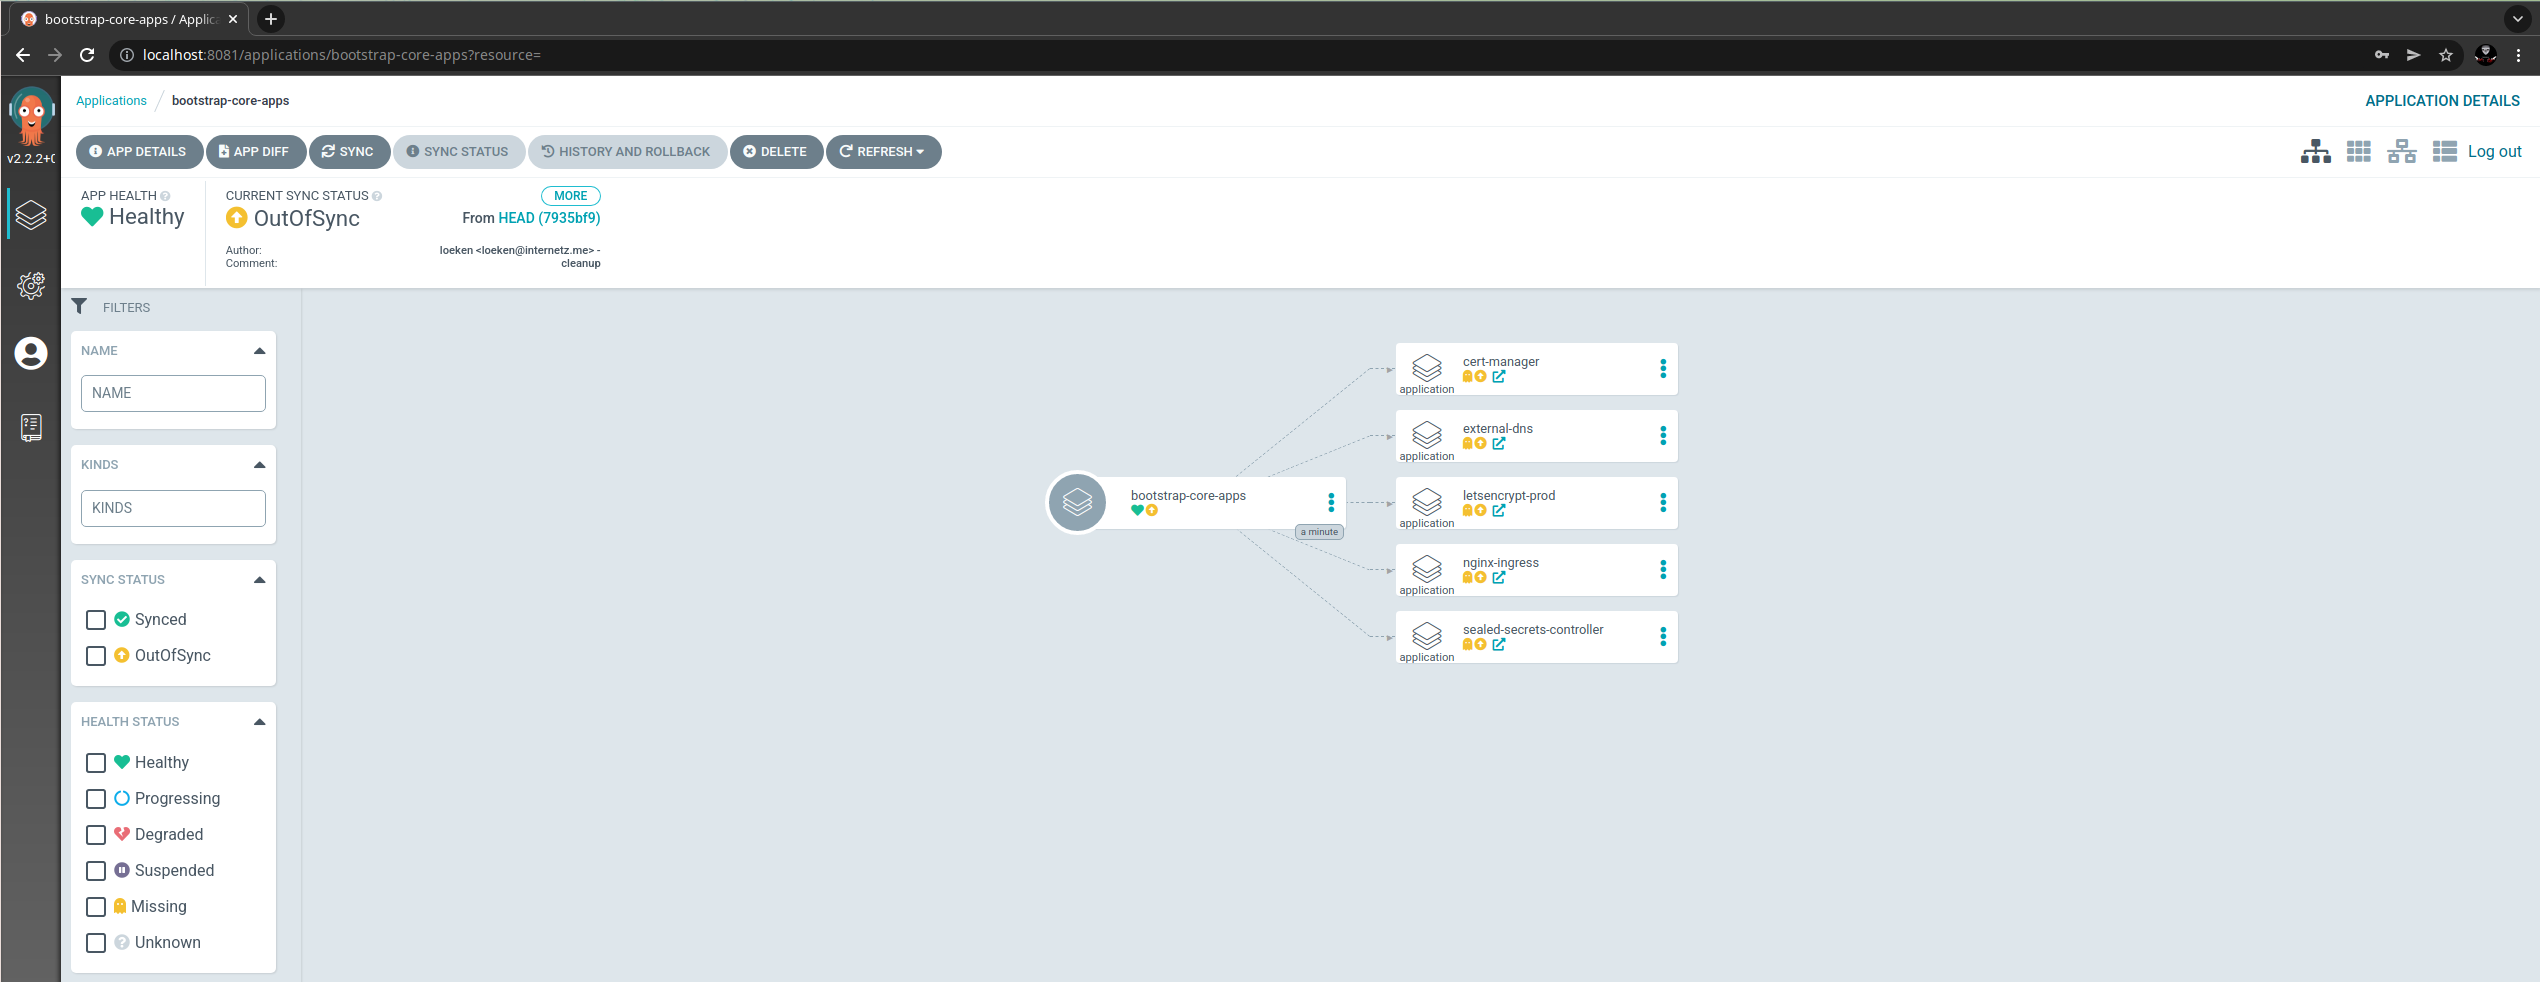 bootstrap-core-apps / Applic
localhost:8081/applications/bootstrap-core-apps?resource=
v2.2.2+
Applications / bootstrap-core-apps
APPLICATION DETAILS
APP DETAILS APP DIFF SYNC SYNC STATUS HISTORY AND ROLLBACK DELETE REFRESH
Log out
APP HEALTH
Healthy
CURRENT SYNC STATUS
MORE
OutOfSync
From HEAD (7935bf9)
Author: loeken <loeken@internetz.me> -
Comment: cleanup
FILTERS
NAME
NAME
KINDS
KINDS
SYNC STATUS
Synced
OutOfSync
HEALTH STATUS
Healthy
Progressing
Degraded
Suspended
Missing
Unknown
bootstrap-core-apps
a minute
cert-manager
application
external-dns
application
letsencrypt-prod
application
nginx-ingress
application
sealed-secrets-controller
application